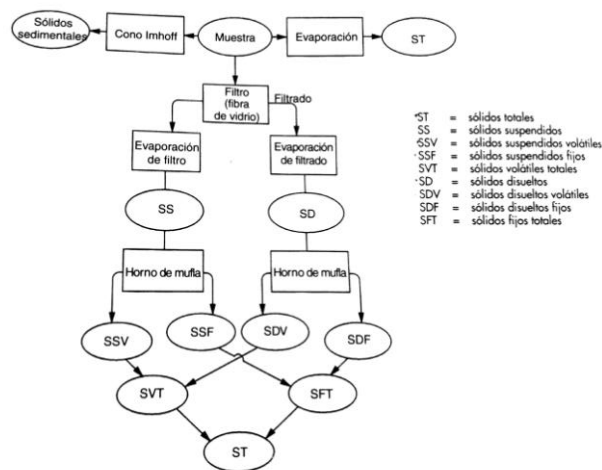 Sólidos
sedimentales
Cono Imhoff
Muestra
Evaporación
ST
Filtro
(fibra
de vidrio)
Filtrado
Evaporación
de filtro
Evaporación
de filtrado
SS
SD
Horno de mufla
Horno de mufla
SSV
SSF
SDV
SDF
SVT
SFT
ST
ST = sólidos totales
SS = sólidos suspendidos
SSV = sólidos suspendidos volátiles
SSF = sólidos suspendidos fijos
SVT = sólidos volátiles totales
SD = sólidos disueltos
SDV = sólidos disueltos volátiles
SDF = sólidos disueltos fijos
SFT = sólidos fijos totales